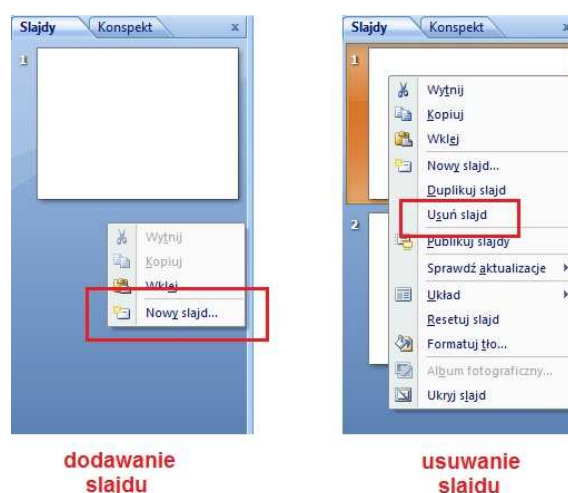 Slajdy Konspekt x
1
Wytnij
Kopiuj
Wklej
Nowy slajd...
dodawanie
slajdu
Slajdy Konspekt x
1
Wytnij
Kopiuj
Wklej
Nowy slajd...
Duplikuj slajd
Usuń slajd
2
Publikuj slajdy
Sprawdź aktualizacje
Układ
Resetuj slajd
Formatuj tło...
Album fotograficzny...
Ukryj slajd
usuwanie
slajdu